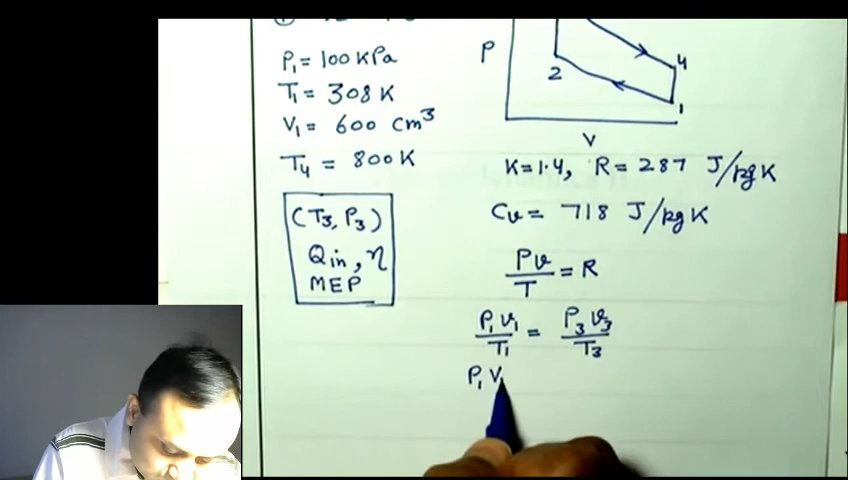 P₁ = 100 KPa
T₁ = 308 K
V₁ = 600 cm³
T₄ = 800 K
(T₃, P₃)
Qin, η
MEP
P
2
4
1
V
K=1.4, R = 287 J/kg K
Cv = 718 J/kg K
Pv/T = R
P₁v₁/T₁ = P₃v₃/T₃
P₁ V